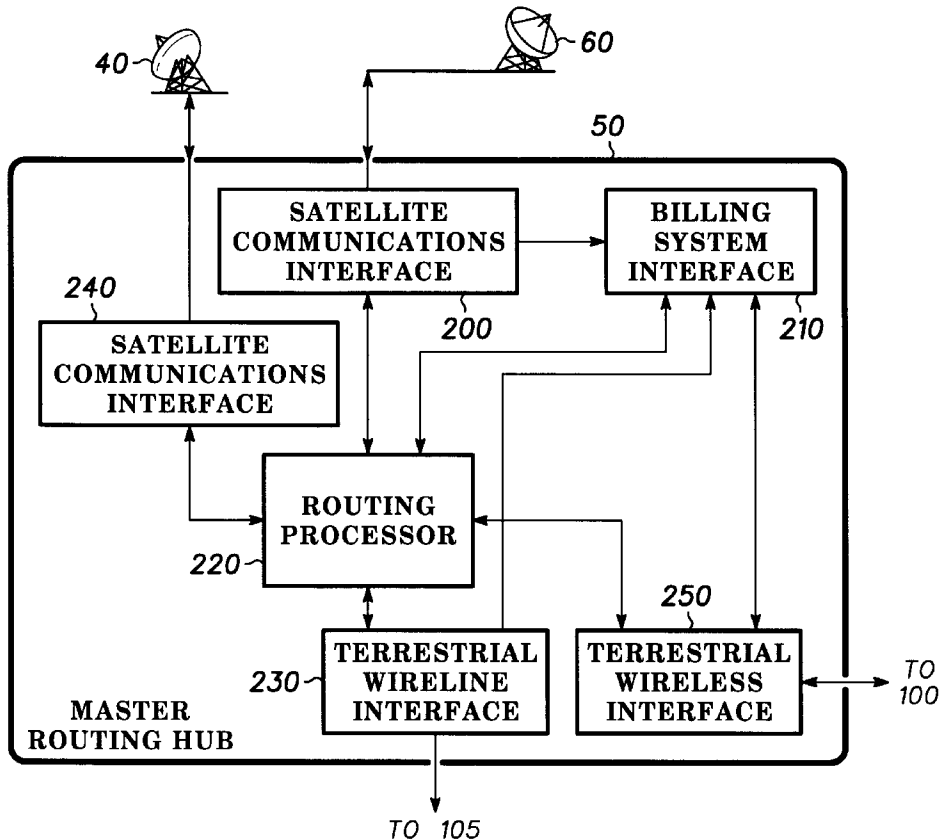 40
60
50
SATELLITE
COMMUNICATIONS
INTERFACE
200
BILLING
SYSTEM
INTERFACE
210
240
SATELLITE
COMMUNICATIONS
INTERFACE
ROUTING
PROCESSOR
220
250
TERRESTRIAL
WIRELINE
INTERFACE
230
TERRESTRIAL
WIRELESS
INTERFACE
TO
100
MASTER
ROUTING HUB
TO 105